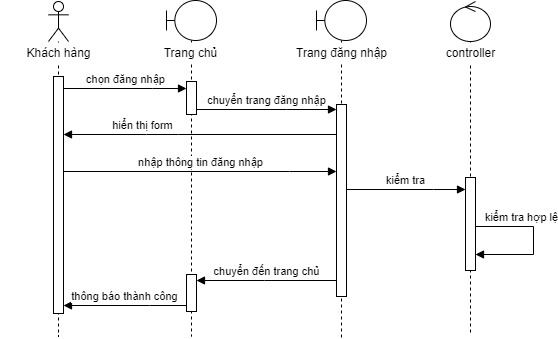 Khách hàng
Trang chủ
Trang đăng nhập
controller
chọn đăng nhập
chuyển trang đăng nhập
hiển thị form
nhập thông tin đăng nhập
kiểm tra
kiểm tra hợp lệ
chuyển đến trang chủ
thông báo thành công